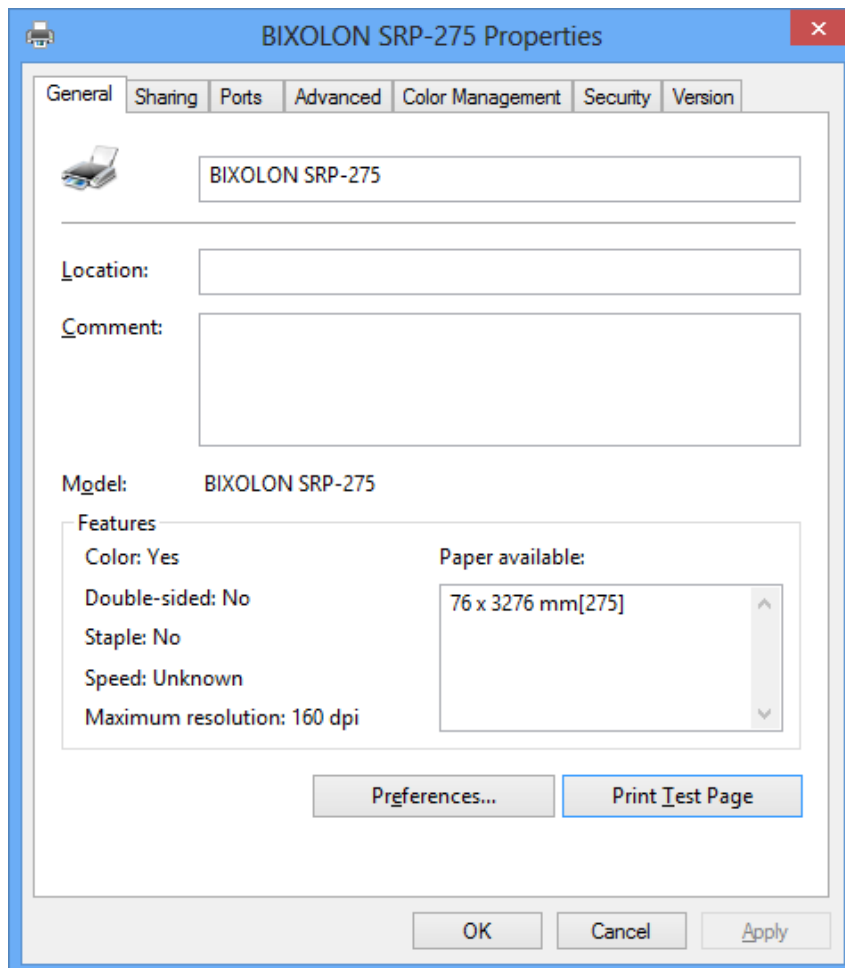 BIXOLON SRP-275 Properties
General Sharing Ports Advanced Color Management Security Version
BIXOLON SRP-275
Location:
Comment:
Model: BIXOLON SRP-275
Features
Color: Yes
Paper available:
Double-sided: No
76 x 3276 mm[275]
Staple: No
Speed: Unknown
Maximum resolution: 160 dpi
Preferences... Print Test Page
OK Cancel Apply